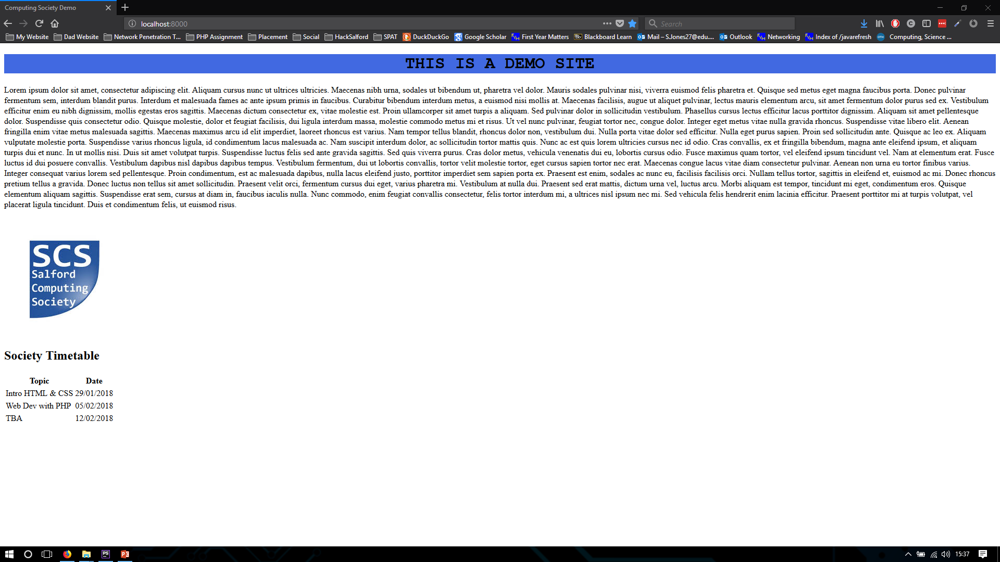 Computing Society Demo
localhost:8000
Search
My Website Dad Website Network Penetration T... PHP Assignment Placement Social HackSalford SPAT DuckDuckGo Google Scholar First Year Matters Blackboard Learn Mail – SJones27@edu.... Outlook Networking Index of /javarefresh Computing, Science ...
THIS IS A DEMO SITE
Lorem ipsum dolor sit amet, consectetur adipiscing elit. Aliquam cursus nunc ut ultrices ultricies. Maecenas nibh urna, sodales ut bibendum ut, pharetra vel dolor. Mauris sodales pulvinar nisi, viverra euismod felis pharetra et. Quisque sed metus eget magna faucibus porta. Donec pulvinar
fermentum sem, interdum blandit purus. Interdum et malesuada fames ac ante ipsum primis in faucibus. Curabitur bibendum interdum metus, a euismod nisi mollis at. Maecenas facilisis, augue ut aliquet pulvinar, lectus mauris elementum arcu, sit amet fermentum dolor purus sed ex. Vestibulum
efficitur enim eu nibh dignissim, mollis egestas eros sagittis. Maecenas dictum consectetur ex, vitae molestie est. Proin ullamcorper sit amet turpis a aliquam. Sed pulvinar dolor in sollicitudin vestibulum. Phasellus cursus lectus efficitur lacus porttitor dignissim. Aliquam sit amet pellentesque
dolor. Suspendisse quis consectetur odio. Quisque molestie, dolor et feugiat facilisis, dui ligula interdum massa, molestie commodo metus mi et risus. Ut vel nunc pulvinar, feugiat tortor nec, congue dolor. Integer eget metus vitae nulla gravida rhoncus. Suspendisse vitae libero elit. Aenean
fringilla enim vitae metus malesuada sagittis. Maecenas maximus arcu id elit imperdiet, laoreet rhoncus est varius. Nam tempor tellus blandit, rhoncus dolor non, vestibulum dui. Nulla porta vitae dolor sed efficitur. Nulla eget purus sapien. Proin sed sollicitudin ante. Quisque ac leo ex. Aliquam
vulputate molestie porta. Suspendisse varius rhoncus ligula, id condimentum lacus malesuada ac. Nam suscipit interdum dolor, ac sollicitudin tortor mattis quis. Nunc ac est quis lorem ultricies cursus nec id odio. Cras convallis, ex et fringilla bibendum, magna ante eleifend ipsum, et aliquam
turpis dui et nunc. In ut mollis nisi. Duis sit amet volutpat turpis. Suspendisse luctus felis sed ante gravida sagittis. Sed quis viverra purus. Cras dolor metus, vehicula venenatis dui eu, lobortis cursus odio. Fusce maximus quam tortor, vel eleifend ipsum tincidunt vel. Nam at elementum erat. Fusce
luctus id dui posuere convallis. Vestibulum dapibus nisl dapibus dapibus tempus. Vestibulum fermentum, dui ut lobortis convallis, tortor velit molestie tortor, eget cursus sapien tortor nec erat. Maecenas congue lacus vitae diam consectetur pulvinar. Aenean non urna eu tortor finibus varius.
Integer consequat varius lorem sed pellentesque. Proin condimentum, est ac malesuada dapibus, nulla lacus eleifend justo, porttitor imperdiet sem sapien porta ex. Praesent est enim, sodales ac nunc eu, facilisis facilisis orci. Nullam tellus tortor, sagittis in eleifend et, euismod ac mi. Donec rhoncus
pretium tellus a gravida. Donec luctus non tellus sit amet sollicitudin. Praesent velit orci, fermentum cursus dui eget, varius pharetra mi. Vestibulum at nulla dui. Praesent sed erat mattis, dictum urna vel, luctus arcu. Morbi aliquam est tempor, tincidunt mi eget, condimentum eros. Quisque
elementum aliquam sagittis. Suspendisse erat sem, cursus at diam in, faucibus iaculis nulla. Nunc commodo, enim feugiat convallis consectetur, felis tortor interdum mi, a ultrices nisl ipsum nec mi. Sed vehicula felis hendrerit enim lacinia efficitur. Praesent porttitor mi at turpis volutpat, vel
placerat ligula tincidunt. Duis et condimentum felis, ut euismod risus.
SCS
Salford
Computing
Society
Society Timetable
Topic Date
Intro HTML & CSS 29/01/2018
Web Dev with PHP 05/02/2018
TBA 12/02/2018
15:37